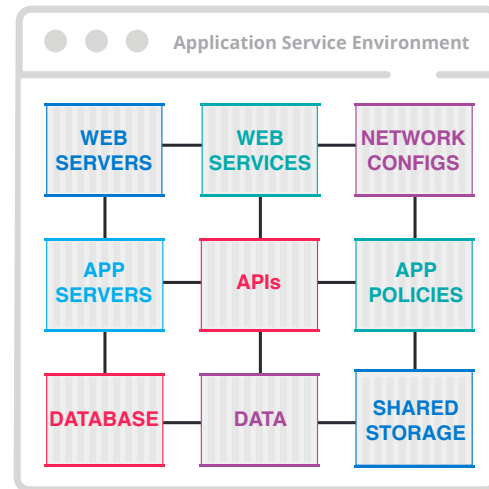 Application Service Environment
WEB
SERVERS
WEB
SERVICES
NETWORK
CONFIGS
APP
SERVERS
APIs
APP
POLICIES
DATABASE
DATA
SHARED
STORAGE